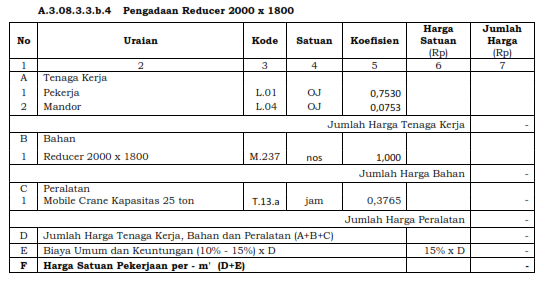 A.3.08.3.3.b.4 Pengadaan Reducer 2000 x 1800
No Uraian Kode Satuan Koefisien Harga Satuan (Rp) Jumlah Harga (Rp)
1 2 3 4 5 6 7
A Tenaga Kerja
1 Pekerja L.01 OJ 0,7530
2 Mandor L.04 OJ 0,0753
Jumlah Harga Tenaga Kerja -
B Bahan
1 Reducer 2000 x 1800 M.237 nos 1,000
Jumlah Harga Bahan -
C Peralatan
1 Mobile Crane Kapasitas 25 ton T.13.a jam 0,3765 -
Jumlah Harga Peralatan -
D Jumlah Harga Tenaga Kerja, Bahan dan Peralatan (A+B+C) -
E Biaya Umum dan Keuntungan (10% - 15%) x D 15% x D -
F Harga Satuan Pekerjaan per - m' (D+E) -